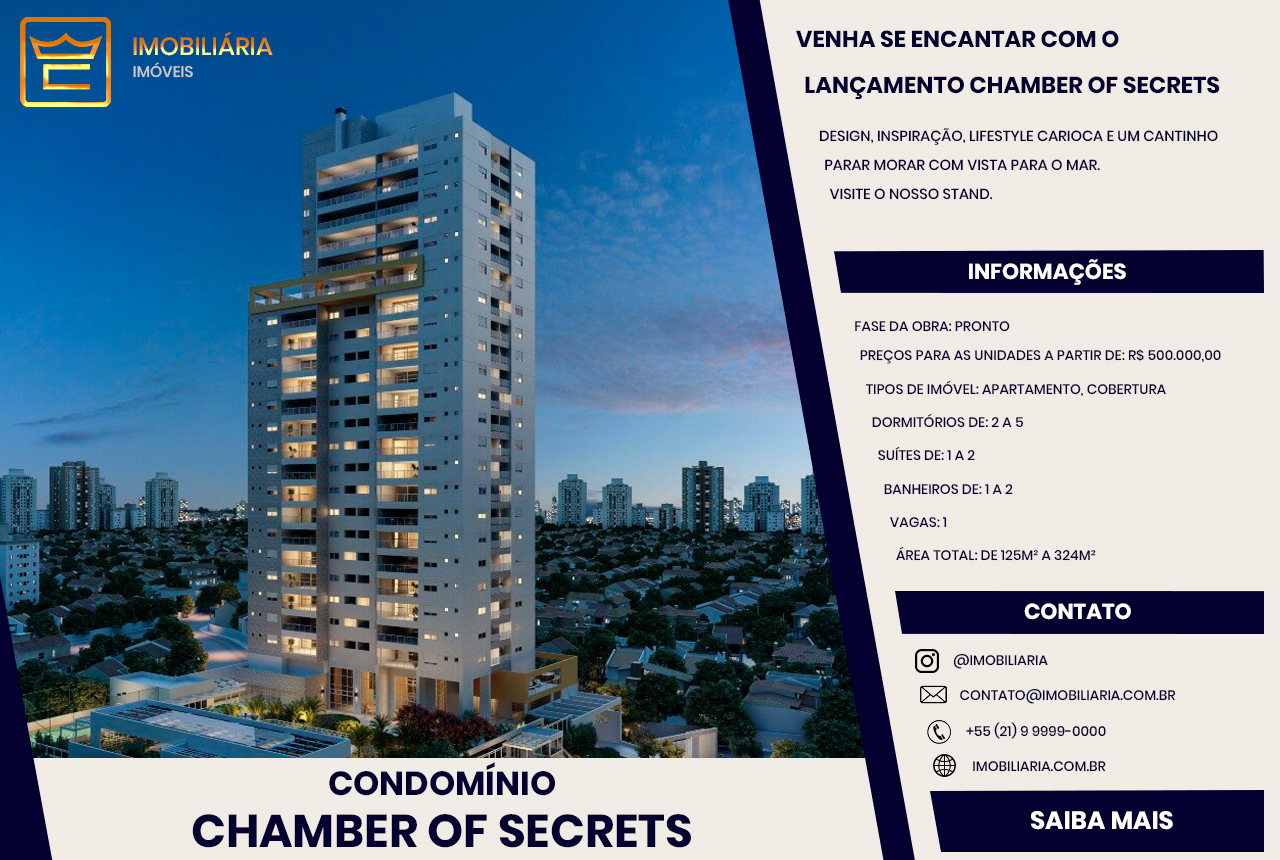 IMOBILIÁRIA
IMÓVEIS
VENHA SE ENCANTAR COM O
LANÇAMENTO CHAMBER OF SECRETS
DESIGN, INSPIRAÇÃO, LIFESTYLE CARIOCA E UM CANTINHO
PARAR MORAR COM VISTA PARA O MAR.
VISITE O NOSSO STAND.
INFORMAÇÕES
FASE DA OBRA: PRONTO
PREÇOS PARA AS UNIDADES A PARTIR DE: R$ 500.000,00
TIPOS DE IMÓVEL: APARTAMENTO, COBERTURA
DORMITÓRIOS DE: 2 A 5
SUÍTES DE: 1 A 2
BANHEIROS DE: 1 A 2
VAGAS: 1
ÁREA TOTAL: DE 125M² A 324M²
CONTATO
@IMOBILIARIA
CONTATO@IMOBILIARIA.COM.BR
+55 (21) 9 9999-0000
IMOBILIARIA.COM.BR
SAIBA MAIS
CONDOMÍNIO
CHAMBER OF SECRETS